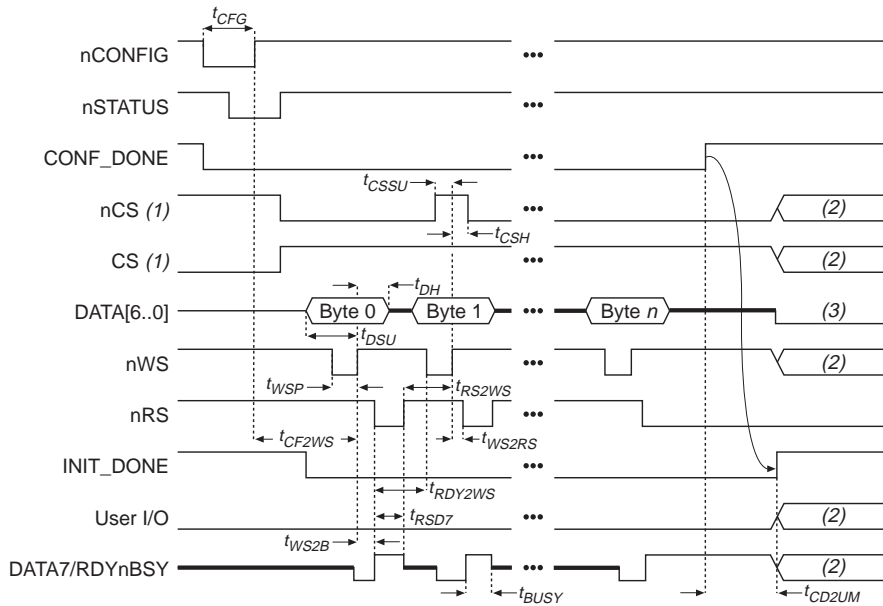 tCFG
nCONFIG
nSTATUS
CONF_DONE
tCSSU
nCS (1) (2)
tCSH
CS (1) (2)
tDH
DATA[6..0] Byte 0 Byte 1 Byte n (3)
tDSU
nWS (2)
tWSP tRS2WS
nRS
tCF2WS tWS2RS
INIT_DONE
tRDY2WS
User I/O tRSD7 (2)
tWS2B
DATA7/RDYnBSY (2)
tBUSY tCD2UM